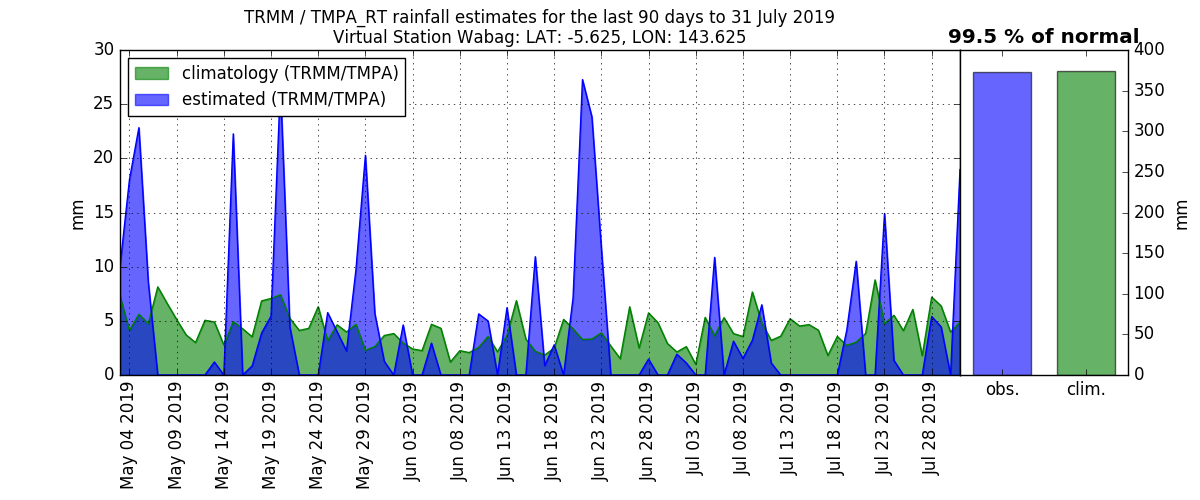 TRMM / TMPA_RT rainfall estimates for the last 90 days to 31 July 2019
Virtual Station Wabag: LAT: -5.625, LON: 143.625
99.5 % of normal
climatology (TRMM/TMPA)
estimated (TRMM/TMPA)
30
25
20
15
10
5
0
mm
May 04 2019
May 09 2019
May 14 2019
May 19 2019
May 24 2019
May 29 2019
Jun 03 2019
Jun 08 2019
Jun 13 2019
Jun 18 2019
Jun 23 2019
Jun 28 2019
Jul 03 2019
Jul 08 2019
Jul 13 2019
Jul 18 2019
Jul 23 2019
Jul 28 2019
obs.
clim.
400
350
300
250
200
150
100
50
0
mm